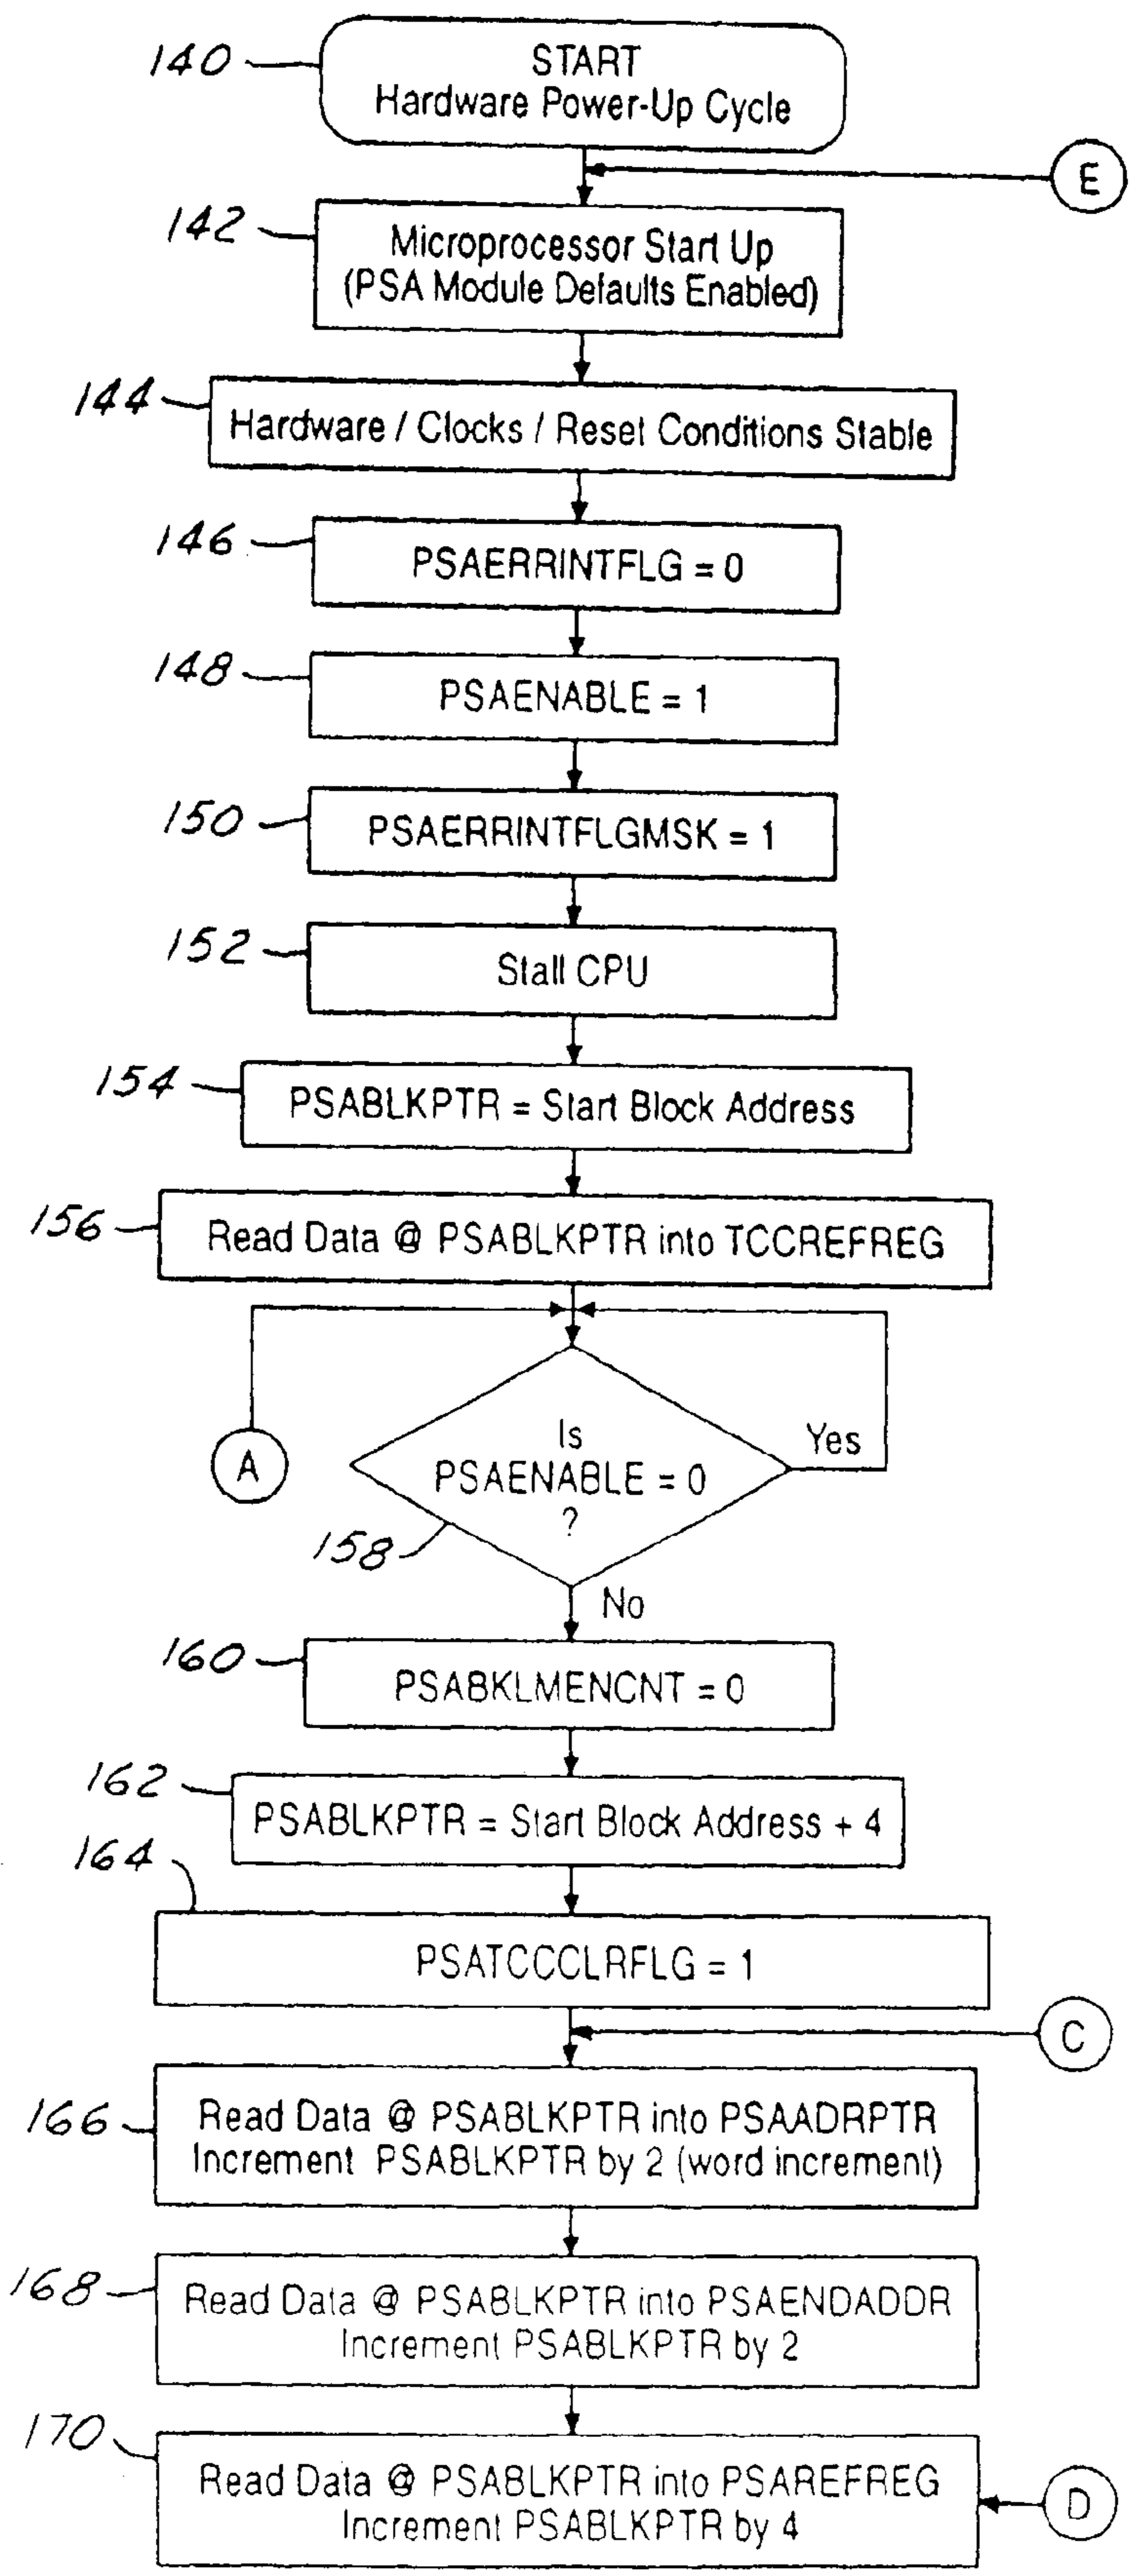 140
START
Hardware Power-Up Cycle
E
142
Microprocessor Start Up
(PSA Module Defaults Enabled)
144
Hardware / Clocks / Reset Conditions Stable
146
PSAERRINTFLG = 0
148
PSAENABLE = 1
150
PSAERRINTFLGMSK = 1
152
Stall CPU
154
PSABLKPTR = Start Block Address
156
Read Data @ PSABLKPTR into TCCREFREG
A
Is
PSAENABLE = 0
?
Yes
158
No
160
PSABKLMENCNT = 0
162
PSABLKPTR = Start Block Address + 4
164
PSATCCCLRFLG = 1
C
166
Read Data @ PSABLKPTR into PSAADRPTR
Increment PSABLKPTR by 2 (word increment)
168
Read Data @ PSABLKPTR into PSAENDADDR
Increment PSABLKPTR by 2
170
Read Data @ PSABLKPTR into PSAREFREG
Increment PSABLKPTR by 4
D